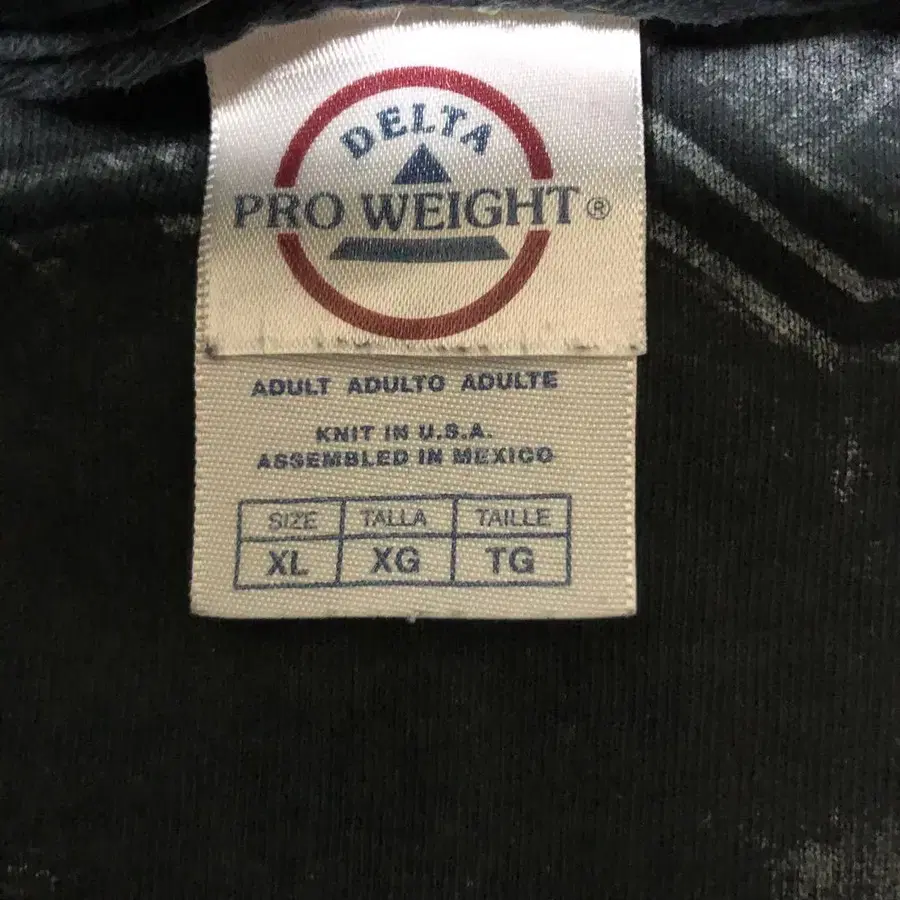 DELTA
PRO WEIGHT®
ADULT ADULTO ADULTE
KNIT IN U.S.A.
ASSEMBLED IN MEXICO
SIZE TALLA TAILLE
XL XG TG